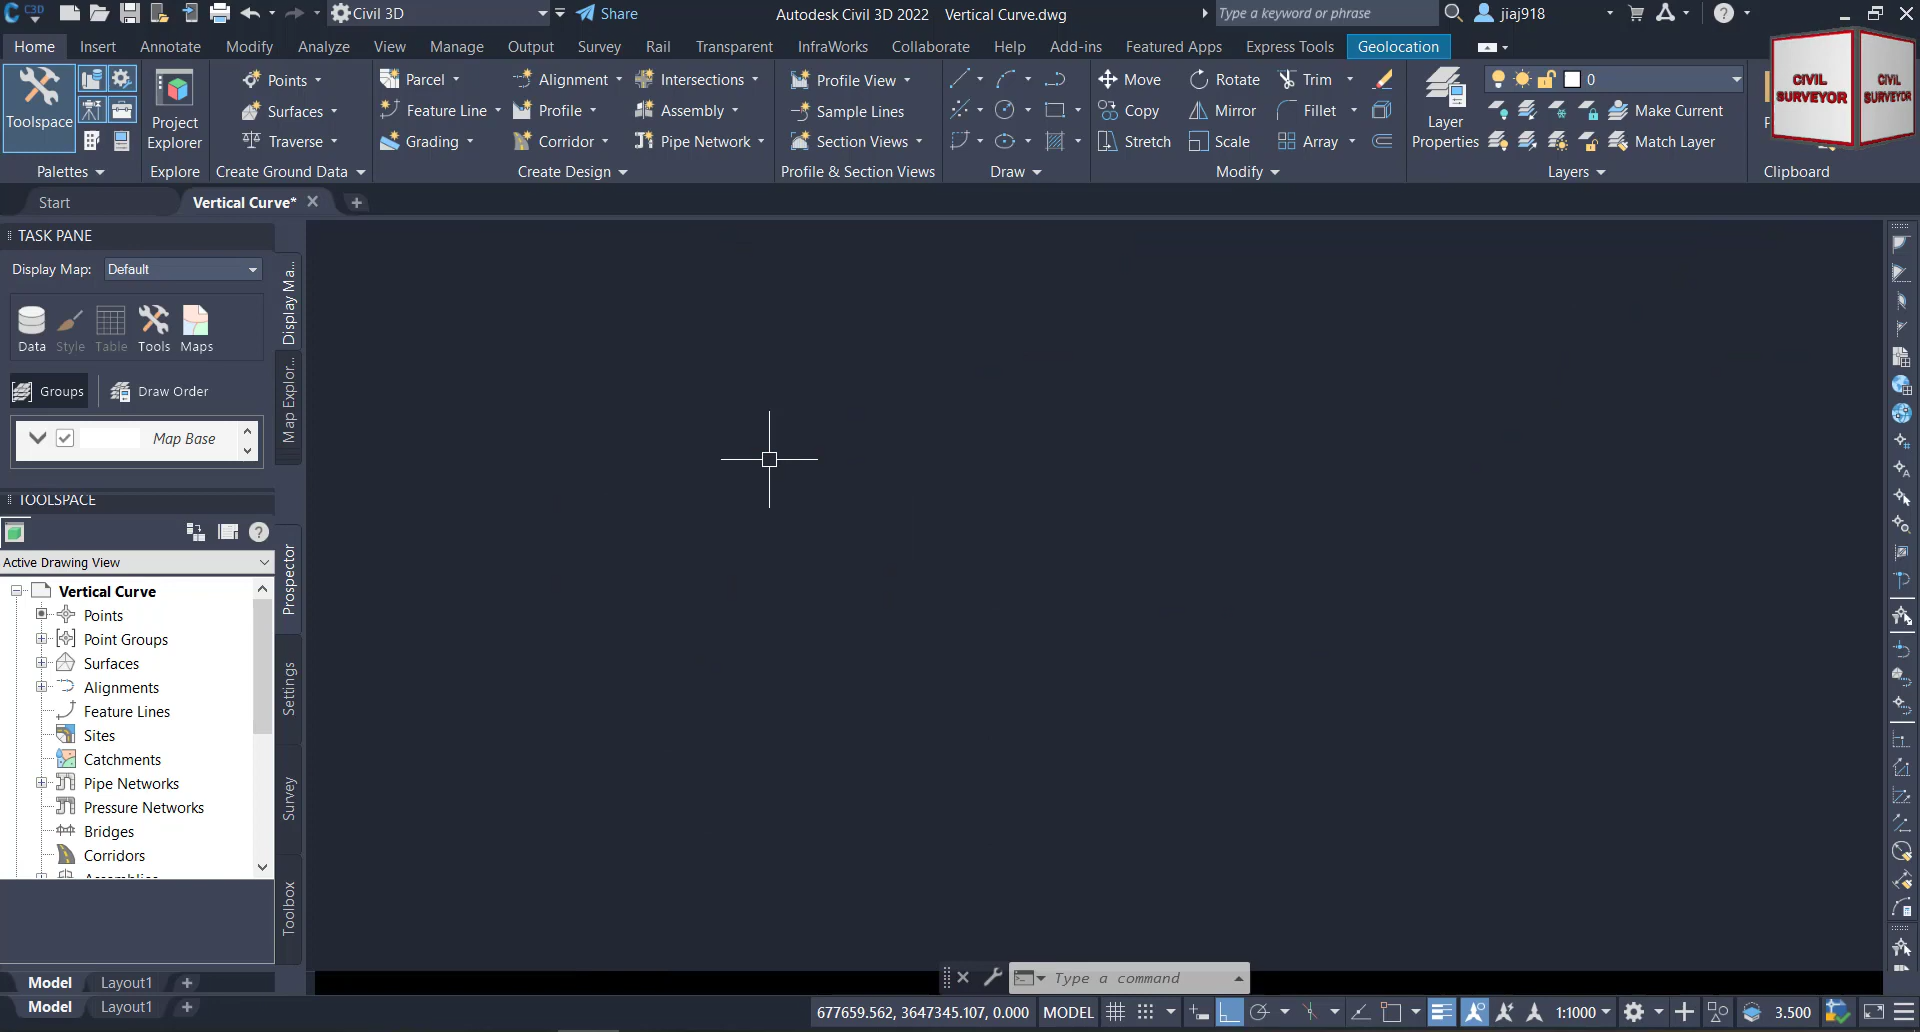 C3D
Civil 3D
Share
Autodesk Civil 3D 2022 Vertical Curve.dwg
Type a keyword or phrase
jiaj918
Home Insert Annotate Modify Analyze View Manage Output Survey Rail Transparent InfraWorks Collaborate Help Add-ins Featured Apps Express Tools Geolocation
Toolspace
Palettes
Project
Explorer
Explore
Points
Surfaces
Traverse
Create Ground Data
Parcel Alignment Intersections
Feature Line Profile Assembly
Grading Corridor Pipe Network
Create Design
Profile View
Sample Lines
Section Views
Profile & Section Views
Draw
Move Rotate Trim
Copy Mirror Fillet
Stretch Scale Array
Modify
Layer
Properties
0
Make Current
Match Layer
Layers
Clipboard
CIVIL
SURVEYOR
CIVIL
SURVEYOR
Start
Vertical Curve*
TASK PANE
Display Map: Default
Data Style Table Tools Maps
Groups Draw Order
Map Base
Display Ma...
Map Explor...
TOOLSPACE
Active Drawing View
Vertical Curve
Points
Point Groups
Surfaces
Alignments
Feature Lines
Sites
Catchments
Pipe Networks
Pressure Networks
Bridges
Corridors
Assemblies
Prospector
Settings
Survey
Toolbox
Model Layout1
Model Layout1
Type a command
677659.562, 3647345.107, 0.000 MODEL
1:1000
3.500